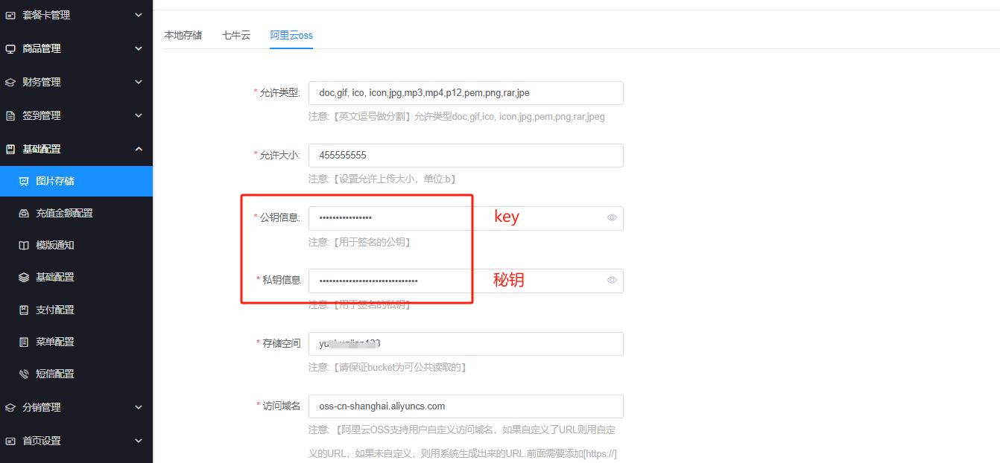 套餐卡管理
商品管理
财务管理
签到管理
基础配置
图片存储
充值金额配置
模版通知
基础配置
支付配置
菜单配置
短信配置
分销管理
首页设置
本地存储 七牛云 阿里云oss
* 允许类型: doc,gif, ico, icon,jpg,mp3,mp4,p12,pem,png,rar,jpe
注意:【英文逗号做分割】允许类型doc,gif,ico, icon,jpg,pem,png,rar,jpeg
* 允许大小: 455555555
注意:【设置允许上传大小，单位:b】
* 公钥信息: •••••••••••••••• key
注意:【用于签名的公钥】
* 私钥信息 •••••••••••••••••••••••••••••• 秘钥
注意:【用于签名的私钥】
* 存储空间
注意:【请保证bucket为可公共读取的】
* 访问域名 oss-cn-shanghai.aliyuncs.com
注意: 【阿里云OSS支持用户自定义访问域名，如果自定义了URL则用自定
义的URL，如果未自定义，则用系统生成出来的URL.前面需要添加[https://]